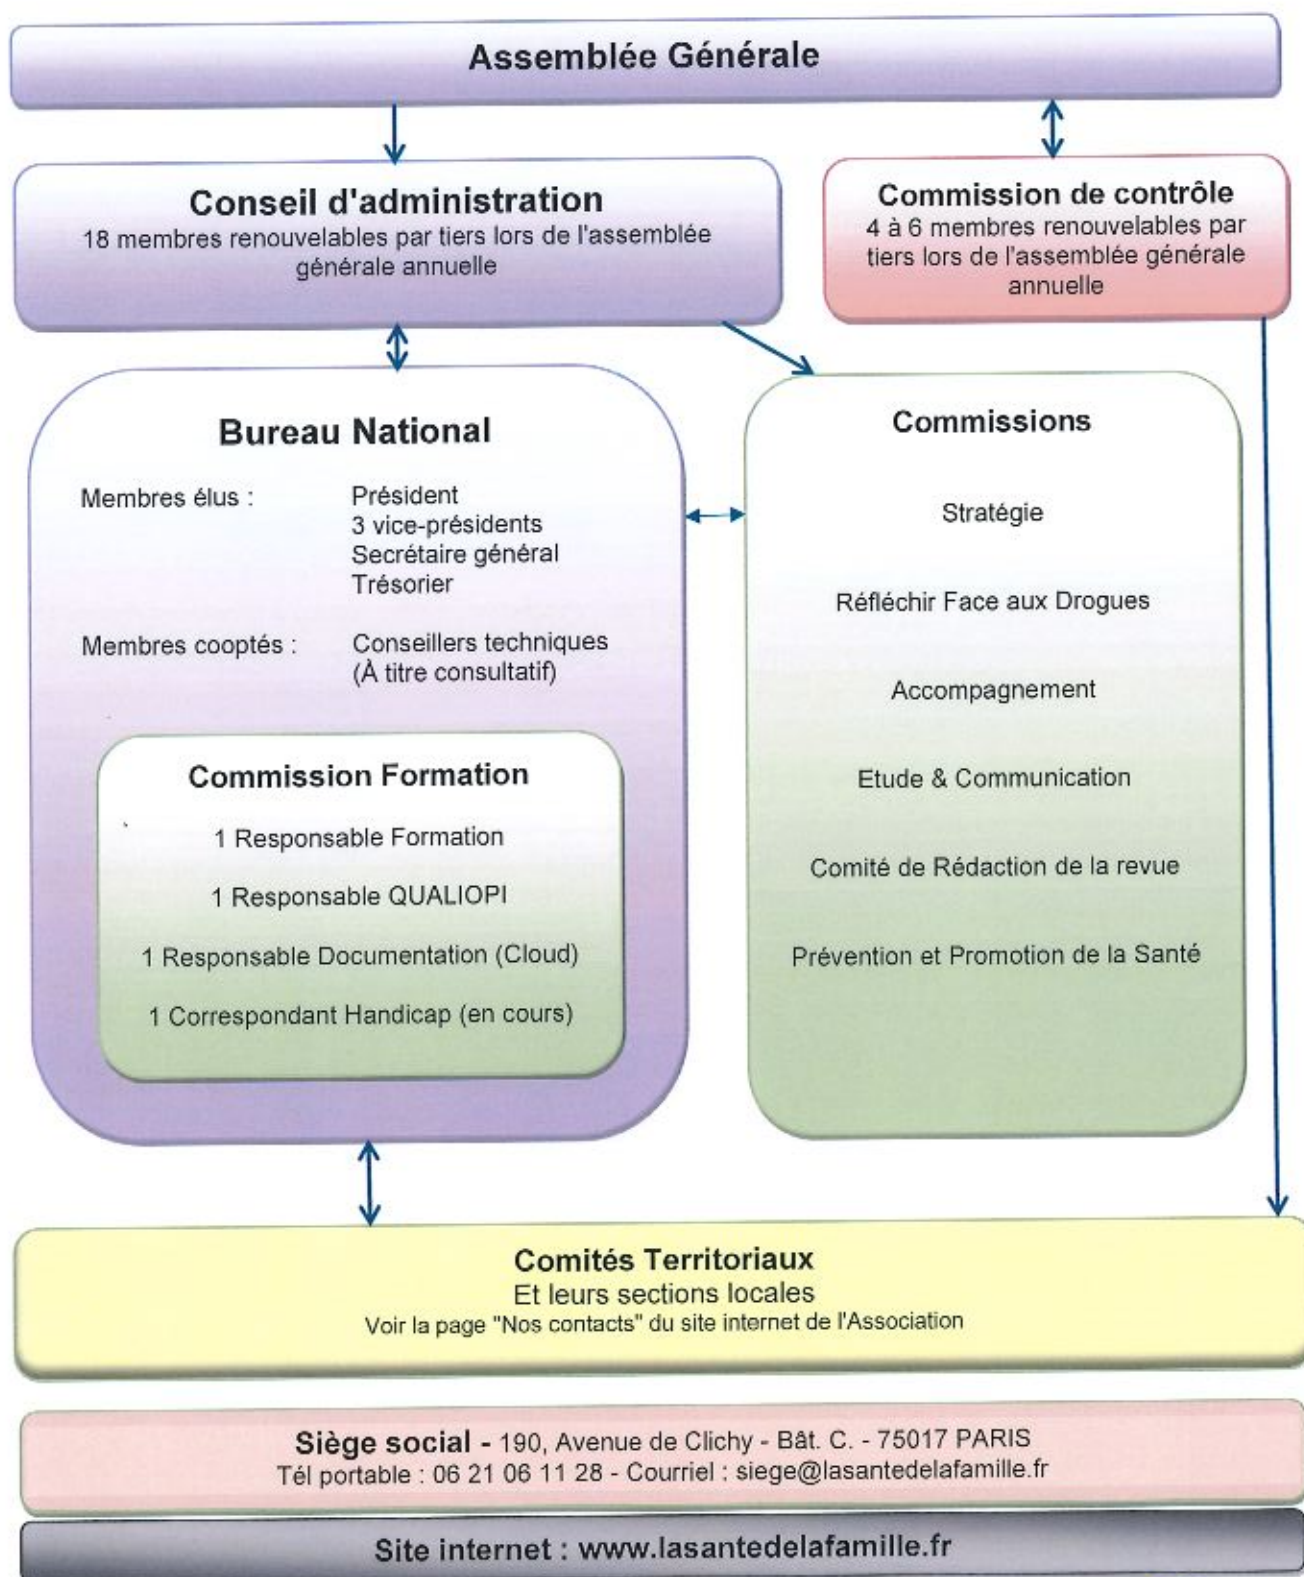 Assemblée Générale
Conseil d'administration
18 membres renouvelables par tiers lors de l'assemblée
générale annuelle
Commission de contrôle
4 à 6 membres renouvelables par
tiers lors de l'assemblée générale
annuelle
Bureau National
Membres élus :
Président
3 vice-présidents
Secrétaire général
Trésorier
Membres cooptés :
Conseillers techniques
(À titre consultatif)
Commission Formation
1 Responsable Formation
1 Responsable QUALIOPI
1 Responsable Documentation (Cloud)
1 Correspondant Handicap (en cours)
Commissions
Stratégie
Réfléchir Face aux Drogues
Accompagnement
Etude & Communication
Comité de Rédaction de la revue
Prévention et Promotion de la Santé
Comités Territoriaux
Et leurs sections locales
Voir la page "Nos contacts" du site internet de l'Association
Siège social - 190, Avenue de Clichy - Bât. C. - 75017 PARIS
Tél portable : 06 21 06 11 28 - Courriel : siege@lasantedelafamille.fr
Site internet : www.lasantedelafamille.fr